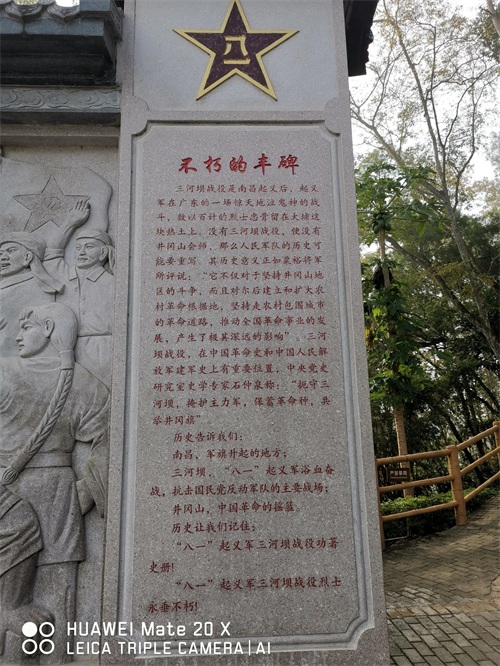 八一
不朽的丰碑
三河坝战役是南昌起义后，起义
军在广东的一场惊天地泣鬼神的战
斗，数以百计的烈士忠骨留在大埔这
块热土上。没有三河坝战役，便没有
井冈山会师，那么人民军队的历史可
能要重写。其历史意义正如粟裕将军
所评说：“它不仅对于坚持井冈山地
区的斗争，而且对尔后建立和扩大农
村革命根据地，坚持走农村包围城市
的革命道路，推动全国革命事业的发
展，产生了极其深远的影响”。三河
坝战役，在中国革命史和中国人民解
放军建军史上有重要位置，中央党史
研究室史学专家石仲泉称：“扼守三
河坝，掩护主力军，保蓄革命种，共
举井冈旗”
历史告诉我们：
南昌，军旗升起的地方；
三河坝，“八一”起义军浴血奋
战，抗击国民党反动军队的主要战场；
井冈山，中国革命的摇篮。
历史让我们记住：
“八一”起义军三河坝战役功著
史册!
“八一”起义军三河坝战役烈士
永垂不朽!
HUAWEI Mate 20 X
LEICA TRIPLE CAMERA | AI